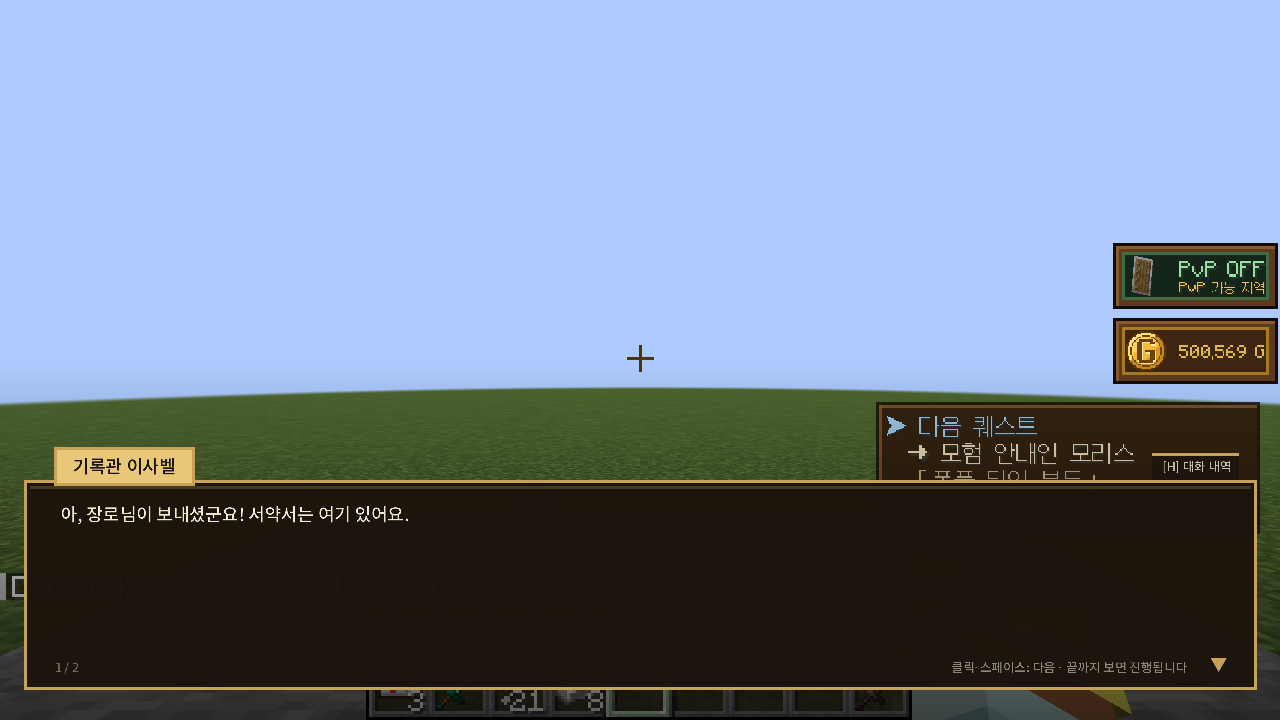 PvP OFF
PvP 가능 지역
G
500,569 G
다음 퀘스트
모험 안내인 모리스
[H] 대화 내역
기록관 이사벨
아, 장로님이 보내셨군요! 서약서는 여기 있어요.
1 / 2
클릭·스페이스: 다음 · 끝까지 보면 진행됩니다
3
21
8